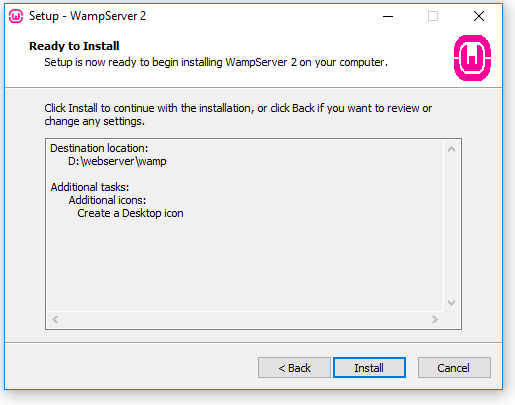 Setup - WampServer 2
Ready to Install
Setup is now ready to begin installing WampServer 2 on your computer.
Click Install to continue with the installation, or click Back if you want to review or
change any settings.
Destination location:
D:\webserver\wamp
Additional tasks:
Additional icons:
Create a Desktop icon
< Back
Install
Cancel